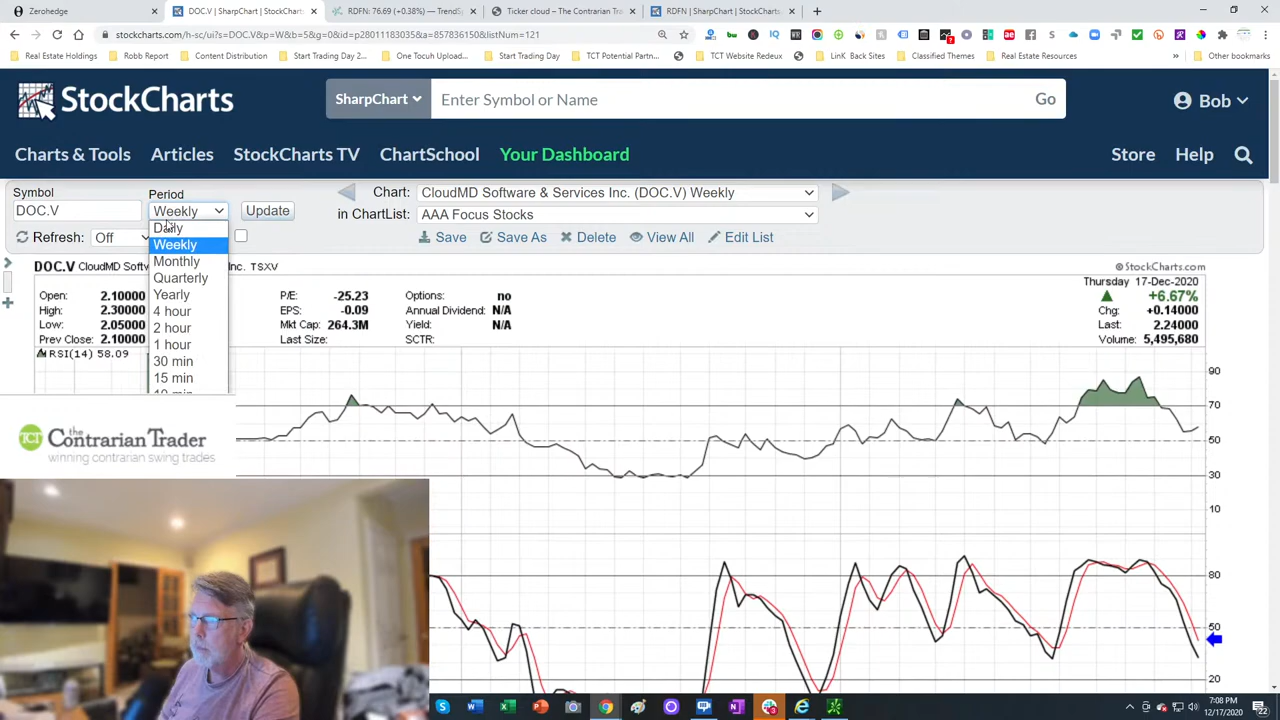 Zerohedge
DOC.V | SharpChart | StockCharts
RDFN: 76.69 (+0.38%) — TrendS
Ticker cloud – The Contrarian Tr
RDFN | SharpChart | StockCharts
stockcharts.com/h-sc/ui?s=DOC.V&p=W&b=5&g=0&id=p28011183035&a=857836150&listNum=121
Real Estate Holdings
Robb Report
Content Distribution
Start Trading Day 2...
One Totuch Upload...
Start Trading Day
TCT Potential Partn...
TCT Website Redeux
LinK Back Sites
Classified Themes
Real Estate Resources
Other bookmarks
StockCharts
SharpChart
Enter Symbol or Name
Go
Bob
Charts & Tools
Articles
StockCharts TV
ChartSchool
Your Dashboard
Store
Help
Symbol
Period
Chart:
CloudMD Software & Services Inc. (DOC.V) Weekly
DOC.V
Weekly
Update
in ChartList:
AAA Focus Stocks
Refresh:
Off
Save
Save As
Delete
View All
Edit List
Daily
Weekly
Monthly
Quarterly
Yearly
4 hour
2 hour
1 hour
30 min
15 min
DOC.V CloudMD Softw
Inc. TSXV
© StockCharts.com
Thursday 17-Dec-2020
Open: 2.10000
High: 2.30000
Low: 2.05000
Prev Close: 2.10000
P/E: -25.23
EPS: -0.09
Mkt Cap: 264.3M
Last Size:
Options: no
Annual Dividend: N/A
Yield: N/A
SCTR:
+6.67%
Chg: +0.14000
Last: 2.24000
Volume: 5,495,680
RSI(14) 58.09
90
70
50
30
10
80
50
20
TCT the Contrarian Trader
winning contrarian swing trades
7:08 PM
12/17/2020